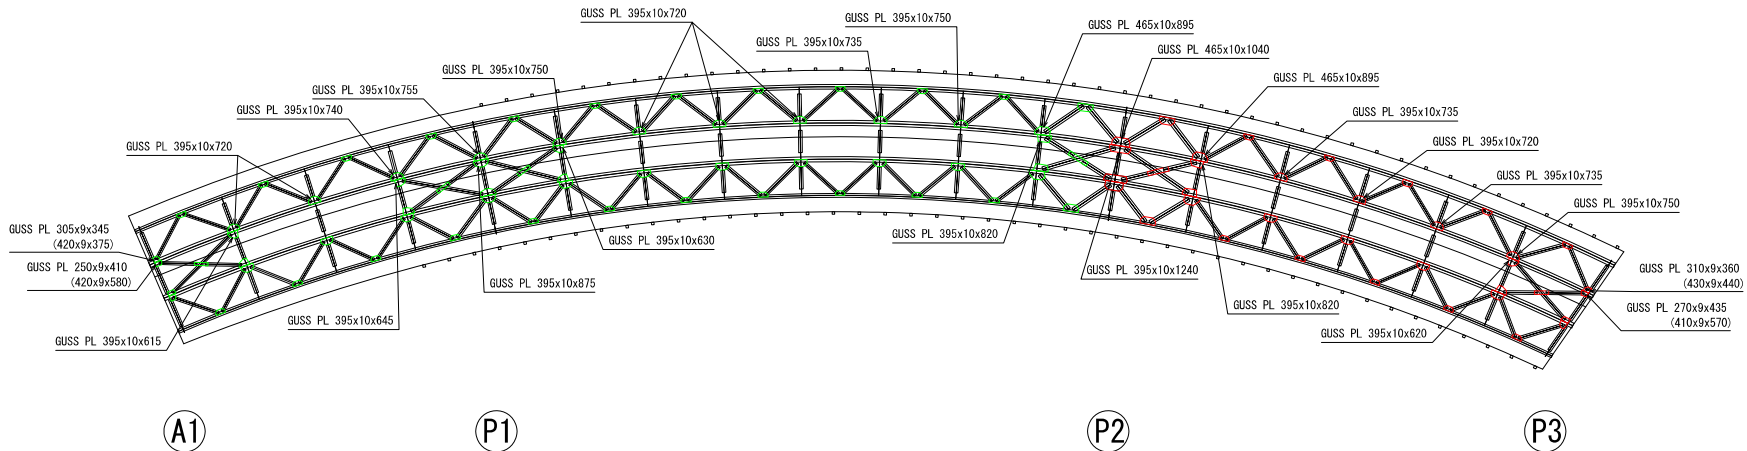 GUSS PL 395x10x720
GUSS PL 395x10x750
GUSS PL 465x10x895
GUSS PL 395x10x735
GUSS PL 465x10x1040
GUSS PL 395x10x750
GUSS PL 465x10x895
GUSS PL 395x10x755
GUSS PL 395x10x740
GUSS PL 395x10x735
GUSS PL 395x10x720
GUSS PL 395x10x720
GUSS PL 395x10x735
GUSS PL 395x10x750
GUSS PL 305x9x345
(420x9x375)
GUSS PL 395x10x820
GUSS PL 395x10x630
GUSS PL 250x9x410
(420x9x580)
GUSS PL 395x10x1240
GUSS PL 310x9x360
(430x9x440)
GUSS PL 395x10x875
GUSS PL 395x10x820
GUSS PL 270x9x435
(410x9x570)
GUSS PL 395x10x645
GUSS PL 395x10x615
GUSS PL 395x10x620
A1
P1
P2
P3